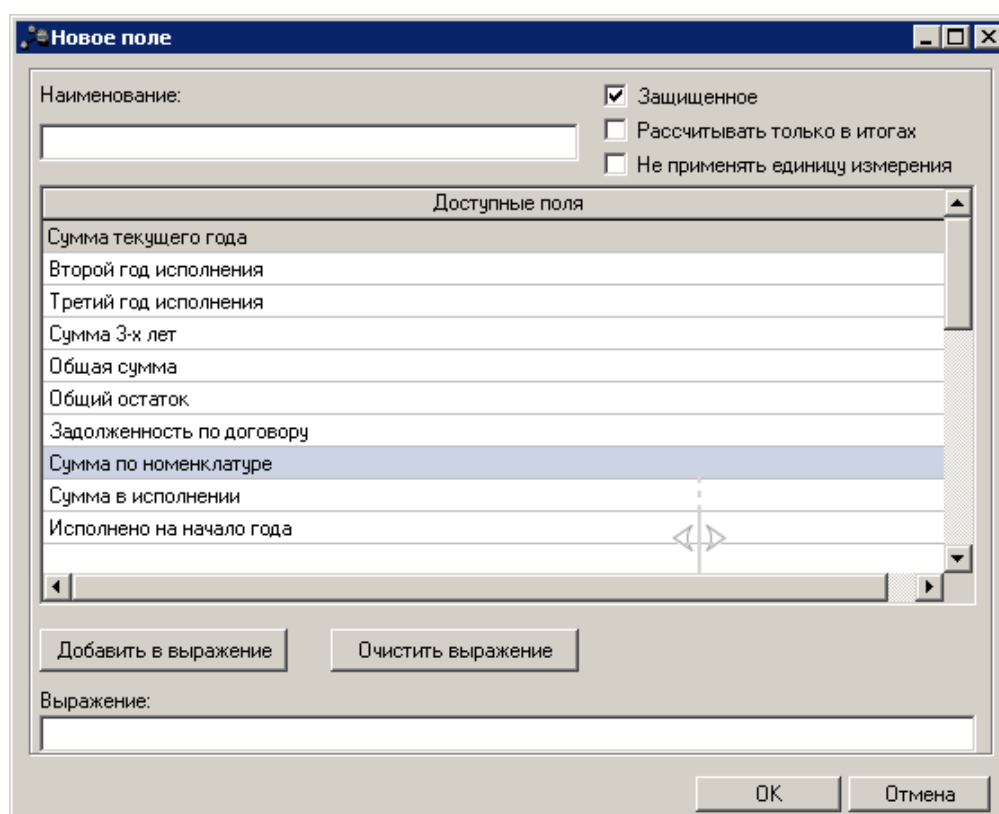 Новое поле
Наименование:
Защищенное
Рассчитывать только в итогах
Не применять единицу измерения
Доступные поля
Сумма текущего года
Второй год исполнения
Третий год исполнения
Сумма 3-х лет
Общая сумма
Общий остаток
Задолженность по договору
Сумма по номенклатуре
Сумма в исполнении
Исполнено на начало года
Добавить в выражение
Очистить выражение
Выражение:
OK
Отмена